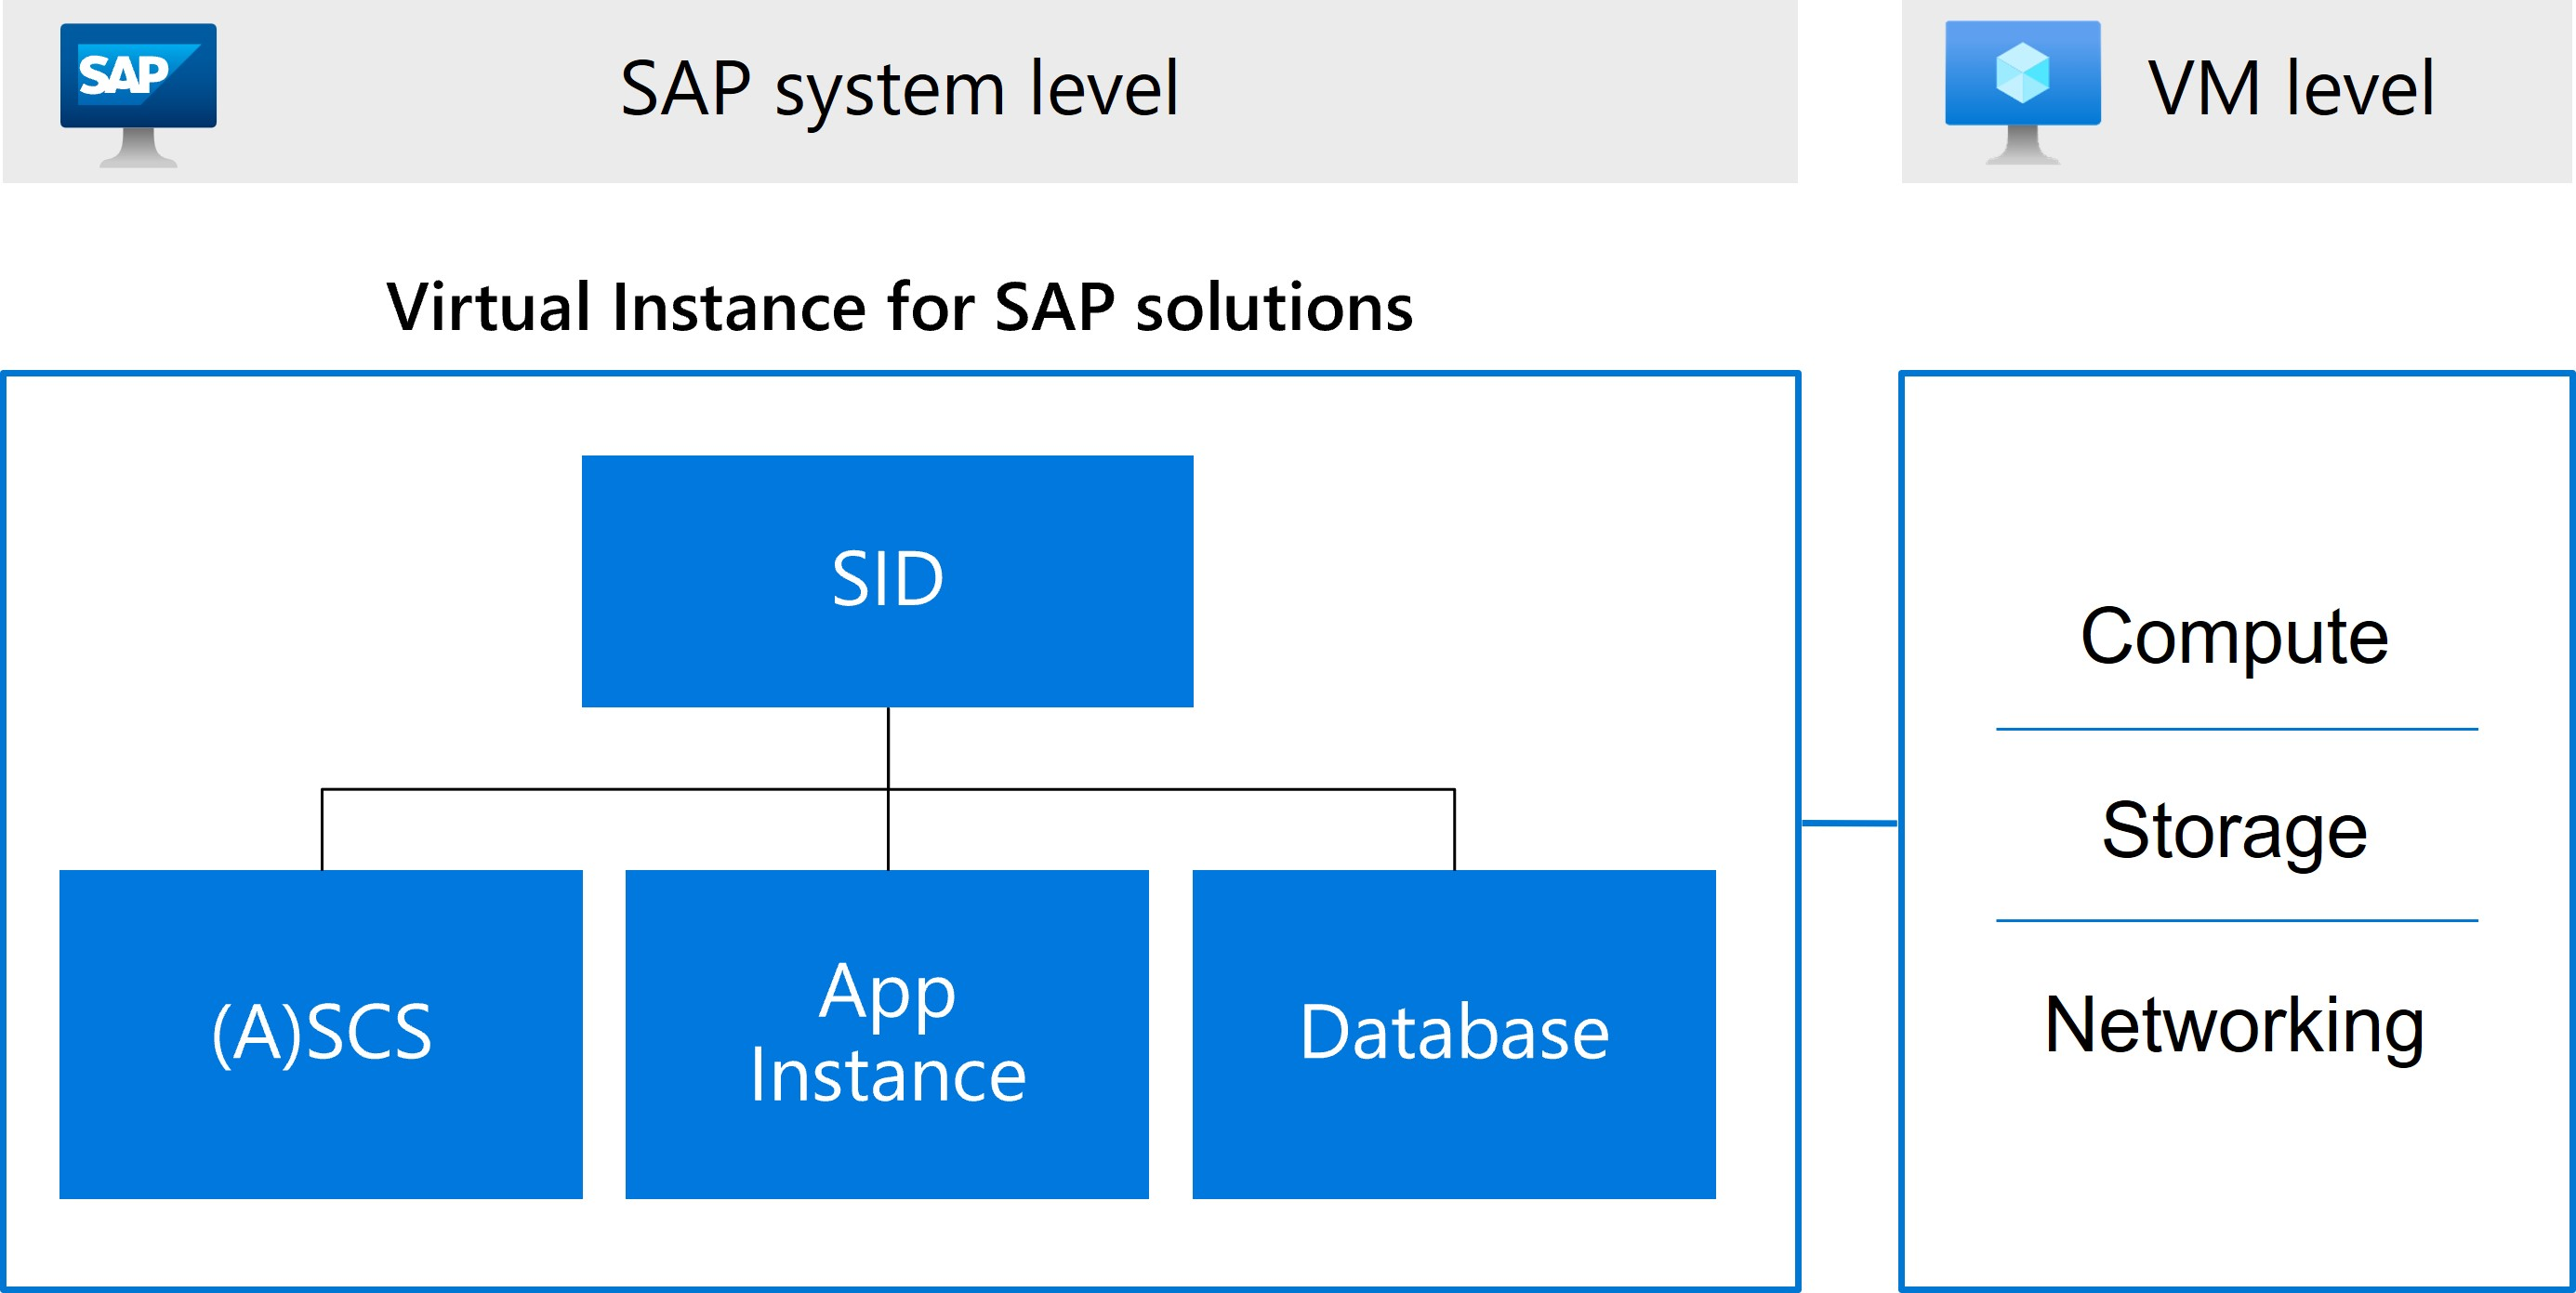 SAP
SAP system level
VM level
Virtual Instance for SAP solutions
SID
(A)SCS
App
Instance
Database
Compute
Storage
Networking